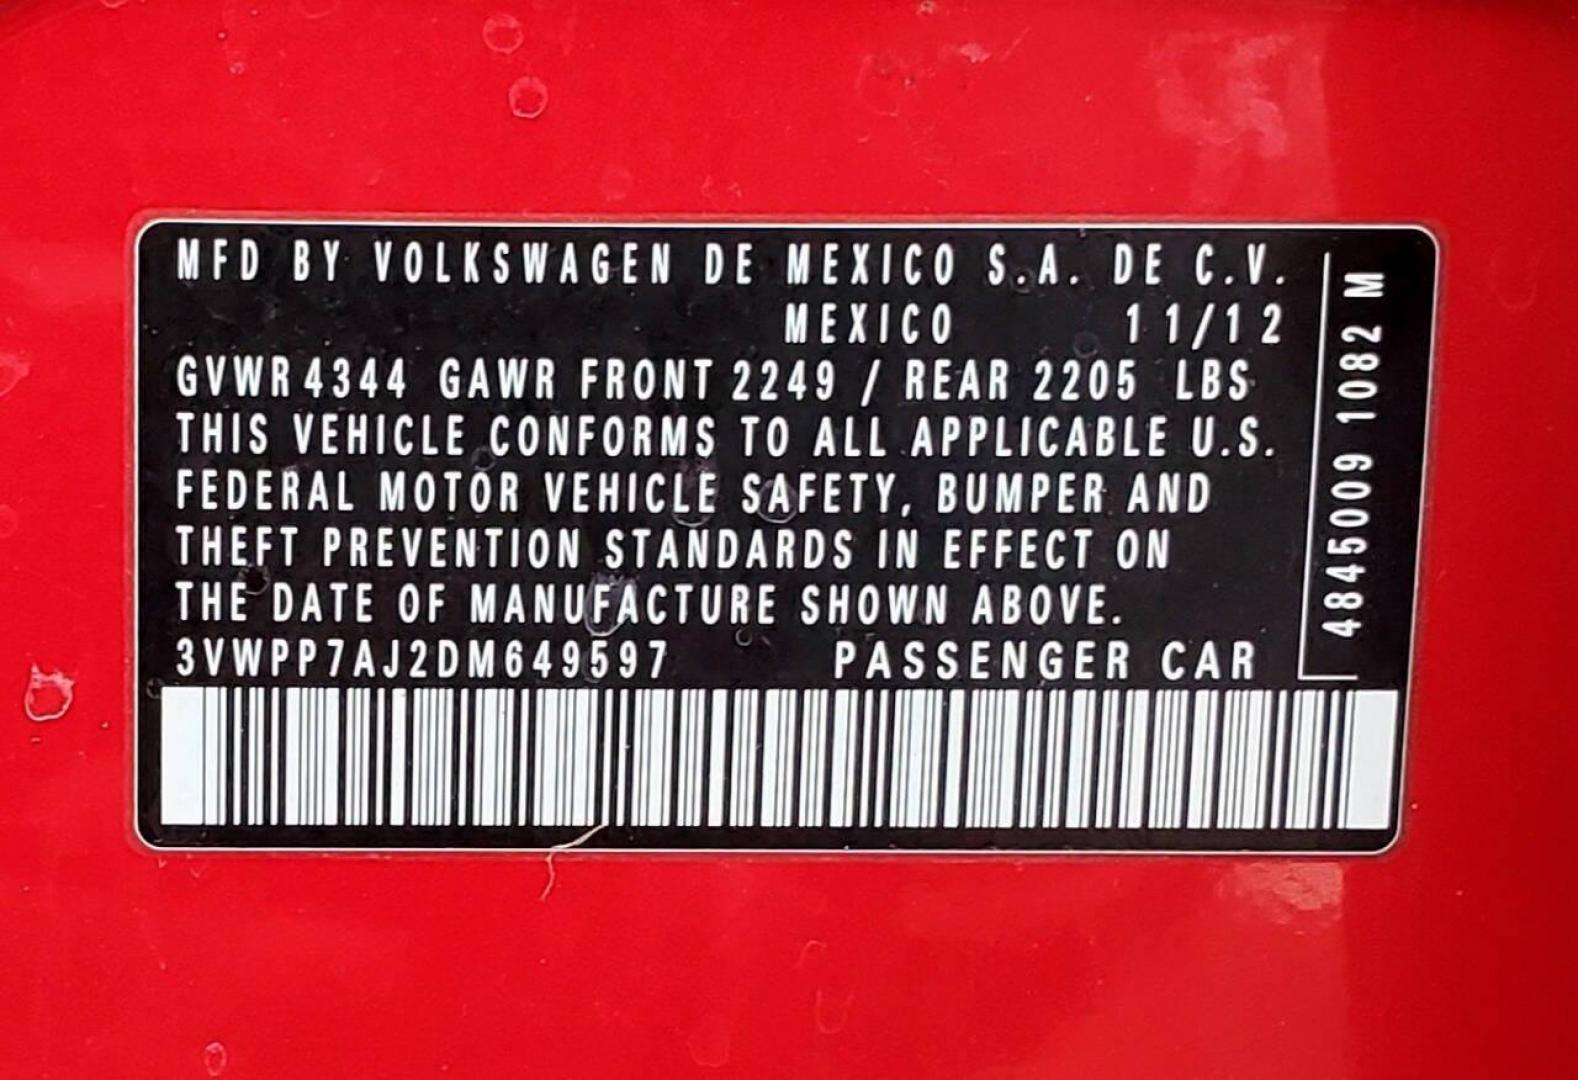 MFD BY VOLKSWAGEN DE MEXICO S.A. DE C.V.
MEXICO 11/12
GVWR 4344 GAWR FRONT 2249 / REAR 2205 LBS
THIS VEHICLE CONFORMS TO ALL APPLICABLE U.S.
FEDERAL MOTOR VEHICLE SAFETY, BUMPER AND
THEFT PREVENTION STANDARDS IN EFFECT ON
THE DATE OF MANUFACTURE SHOWN ABOVE.
3VWPP7AJ2DM649597 PASSENGER CAR
4845009 1082 M